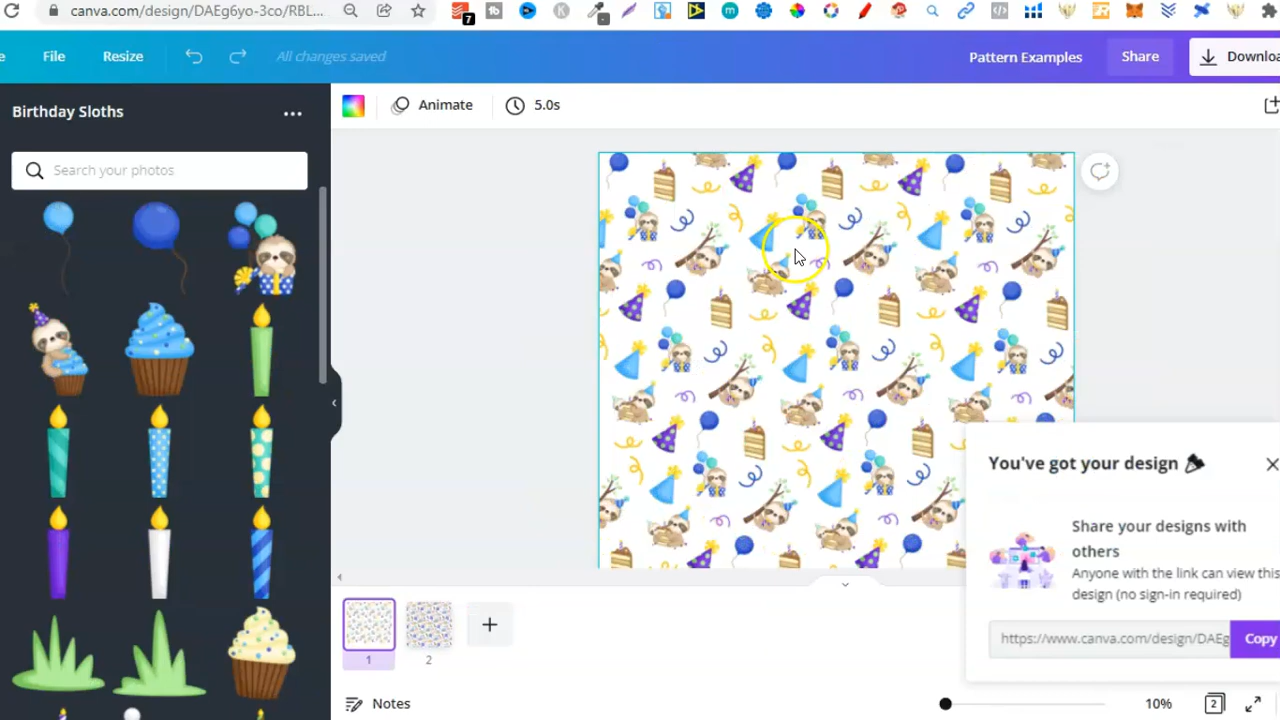 canva.com/design/DAEg6yo-3co/RBL...
7
File
Resize
All changes saved
Pattern Examples
Share
Downloa
Birthday Sloths
Search your photos
Animate
5.0s
You've got your design
Share your designs with
others
Anyone with the link can view this
design (no sign-in required)
https://www.canva.com/design/DAEg
Copy
1
2
Notes
10%
2